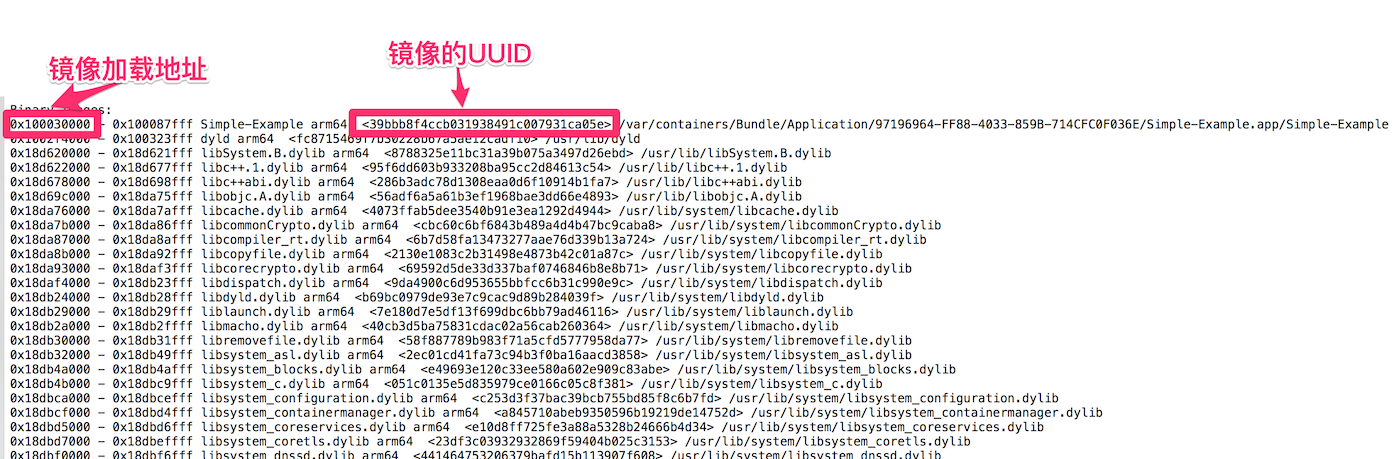 镜像的UUID
镜像加载地址
Binary Images:
0x100030000 - 0x100087fff Simple-Example arm64 <39bbb8f4ccb031938491c007931ca05e> /var/containers/Bundle/Application/97196964-FF88-4033-859B-714CFC0F036E/Simple-Example.app/Simple-Example
0x1002f4000 - 0x100323fff dyld arm64 <fc8715469f7b30228b67a5ae12cadf10> /usr/lib/dyld
0x18d620000 - 0x18d621fff libSystem.B.dylib arm64 <8788325e11bc31a39b075a3497d26ebd> /usr/lib/libSystem.B.dylib
0x18d622000 - 0x18d677fff libc++.1.dylib arm64 <95f6dd603b933208ba95cc2d84613c54> /usr/lib/libc++.1.dylib
0x18d678000 - 0x18d698fff libc++abi.dylib arm64 <286b3adc78d1308eaa0d6f10914b1fa7> /usr/lib/libc++abi.dylib
0x18d69c000 - 0x18da75fff libobjc.A.dylib arm64 <56adf6a5a61b3ef1968bae3dd66e4893> /usr/lib/libobjc.A.dylib
0x18da76000 - 0x18da7afff libcache.dylib arm64 <4073ffab5dee3540b91e3ea1292d4944> /usr/lib/system/libcache.dylib
0x18da7b000 - 0x18da86fff libcommonCrypto.dylib arm64 <cbc60c6bf6843b489a4d4b47bc9caba8> /usr/lib/system/libcommonCrypto.dylib
0x18da87000 - 0x18da8afff libcompiler_rt.dylib arm64 <6b7d58fa13473277aae76d339b13a724> /usr/lib/system/libcompiler_rt.dylib
0x18da8b000 - 0x18da92fff libcopyfile.dylib arm64 <2130e1083c2b31498e4873b42c01a87c> /usr/lib/system/libcopyfile.dylib
0x18da93000 - 0x18daf3fff libcorecrypto.dylib arm64 <69592d5de33d337baf0746846b8e8b71> /usr/lib/system/libcorecrypto.dylib
0x18daf4000 - 0x18db23fff libdispatch.dylib arm64 <9da4900c6d953655bbfcc6b31c990e9c> /usr/lib/system/libdispatch.dylib
0x18db24000 - 0x18db28fff libdyld.dylib arm64 <b69bc0979de93e7c9cac9d89b284039f> /usr/lib/system/libdyld.dylib
0x18db29000 - 0x18db29fff liblaunch.dylib arm64 <7e180d7e5df13f699dbc6bb79ad46116> /usr/lib/system/liblaunch.dylib
0x18db2a000 - 0x18db2ffff libmacho.dylib arm64 <40cb3d5ba75831cdac02a56cab260364> /usr/lib/system/libmacho.dylib
0x18db30000 - 0x18db31fff libremovefile.dylib arm64 <58f887789b983f71a5cfd5777958da77> /usr/lib/system/libremovefile.dylib
0x18db32000 - 0x18db49fff libsystem_asl.dylib arm64 <2ec01cd41fa73c94b3f0ba16aacd3858> /usr/lib/system/libsystem_asl.dylib
0x18db4a000 - 0x18db4afff libsystem_blocks.dylib arm64 <e49693e120c33ee580a602e909c83abe> /usr/lib/system/libsystem_blocks.dylib
0x18db4b000 - 0x18dbc9fff libsystem_c.dylib arm64 <051c0135e5d835979ce0166c05c8f381> /usr/lib/system/libsystem_c.dylib
0x18dbca000 - 0x18dbcefff libsystem_configuration.dylib arm64 <c253d3f37bac39bcb755bd85f8c6b7fd> /usr/lib/system/libsystem_configuration.dylib
0x18dbcf000 - 0x18dbd4fff libsystem_containermanager.dylib arm64 <a845710abeb9350596b19219de14752d> /usr/lib/system/libsystem_containermanager.dylib
0x18dbd5000 - 0x18dbd6fff libsystem_coreservices.dylib arm64 <e10d8ff725fe3a88a5328b24666b4d34> /usr/lib/system/libsystem_coreservices.dylib
0x18dbd7000 - 0x18dbeffff libsystem_coretls.dylib arm64 <23df3c03932932869f59404b025c3153> /usr/lib/system/libsystem_coretls.dylib
0x18dbf0000 - 0x18dbf6fff libsystem_dnssd.dylib arm64 <441464753206379bafd15b113907f608> /usr/lib/system/libsystem_dnssd.dylib